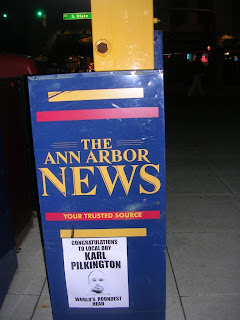 S. State
THE
ANN ARBOR
NEWS
YOUR TRUSTED SOURCE
CONGRATULATIONS
TO LOCAL BOY
KARL
PILKINGTON
WORLD'S ROUNDEST
HEAD